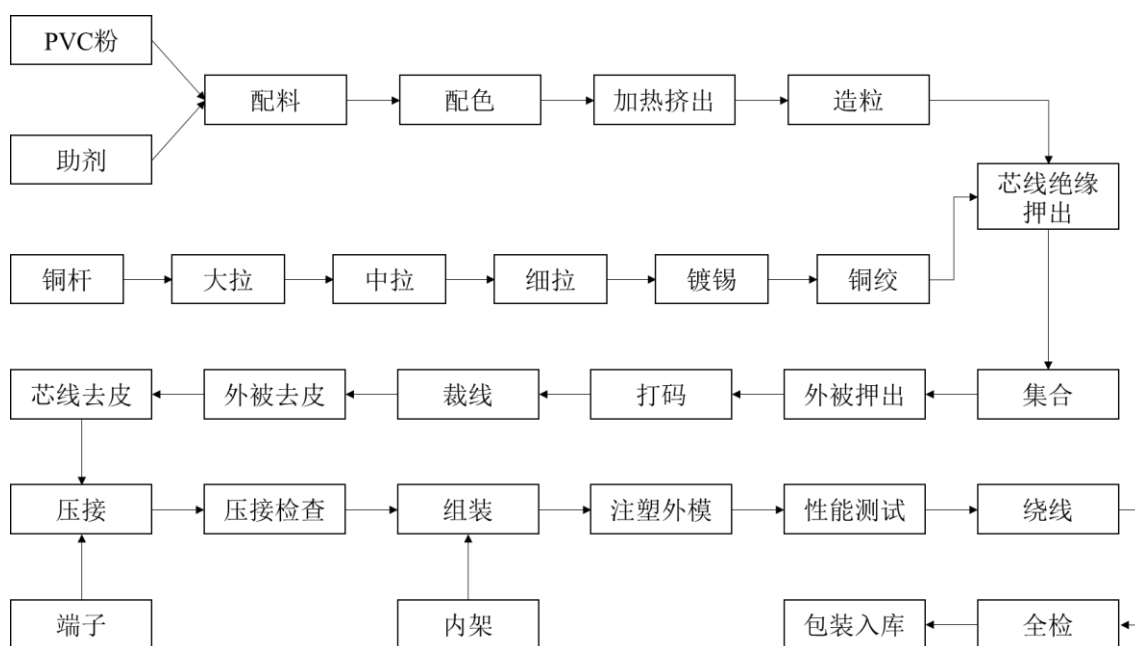 PVC粉
配料
配色
加热挤出
造粒
助剂
芯线绝缘
押出
铜杆
大拉
中拉
细拉
镀锡
铜绞
芯线去皮
外被去皮
裁线
打码
外被押出
集合
压接
压接检查
组装
注塑外模
性能测试
绕线
端子
内架
包装入库
全检